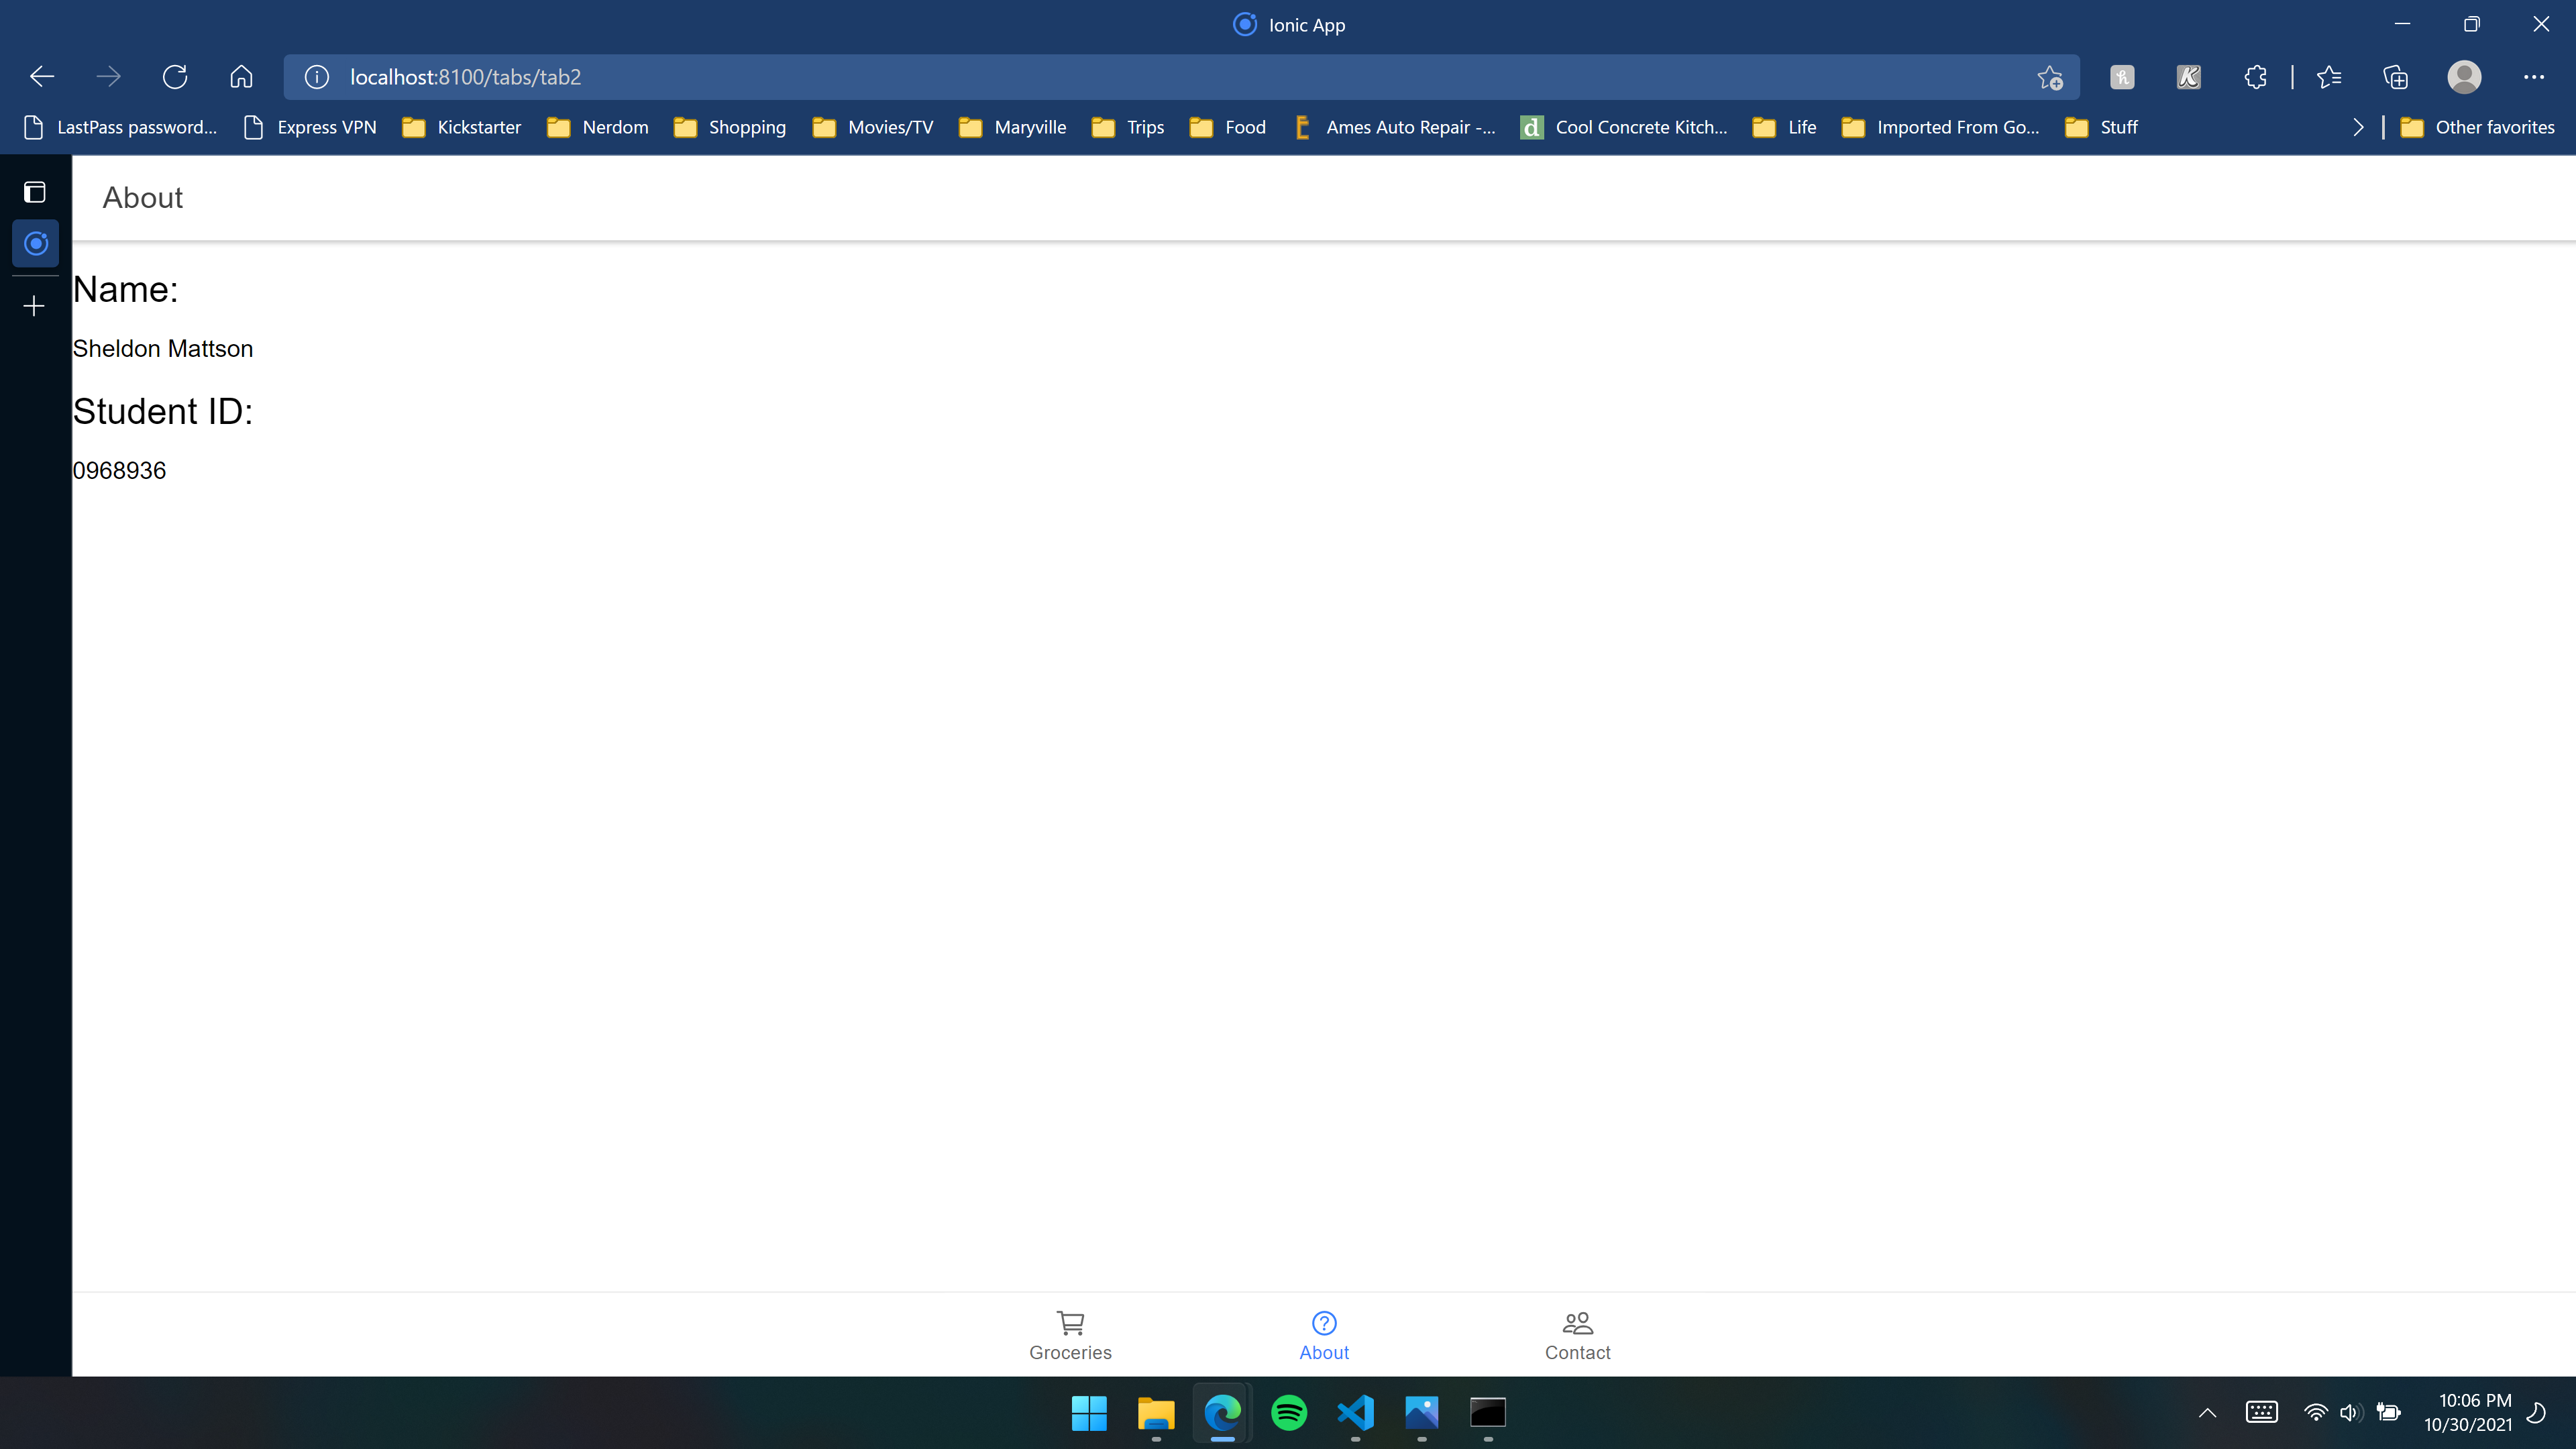 Ionic App
localhost:8100/tabs/tab2
LastPass password... Express VPN Kickstarter Nerdom Shopping Movies/TV Maryville Trips Food Ames Auto Repair -... Cool Concrete Kitch... Life Imported From Go... Stuff Other favorites
About
Name:
Sheldon Mattson
Student ID:
0968936
Groceries About Contact
10:06 PM
10/30/2021